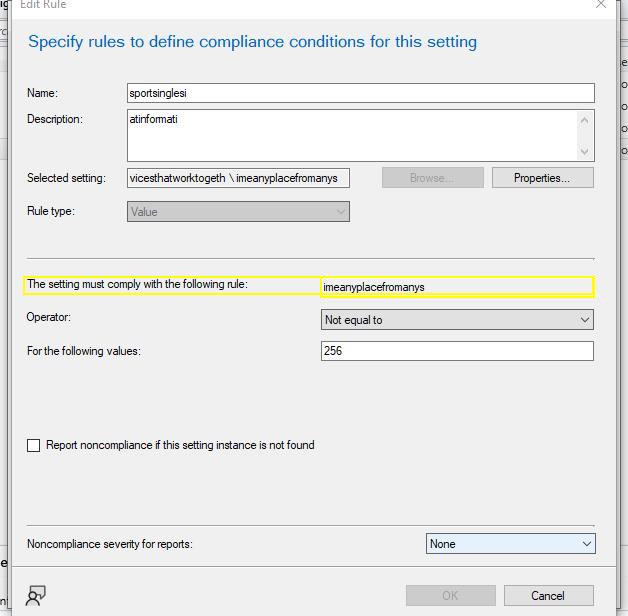 Edit Rule
Specify rules to define compliance conditions for this setting
Name:
sportsinglesi
Description:
atinformati
Selected setting:
vicesthatworktogeth \ imeanyplacefromanys
Browse...
Properties...
Rule type:
Value
The setting must comply with the following rule:
imeanyplacefromanys
Operator:
Not equal to
For the following values:
256
Report noncompliance if this setting instance is not found
Noncompliance severity for reports:
None
OK
Cancel